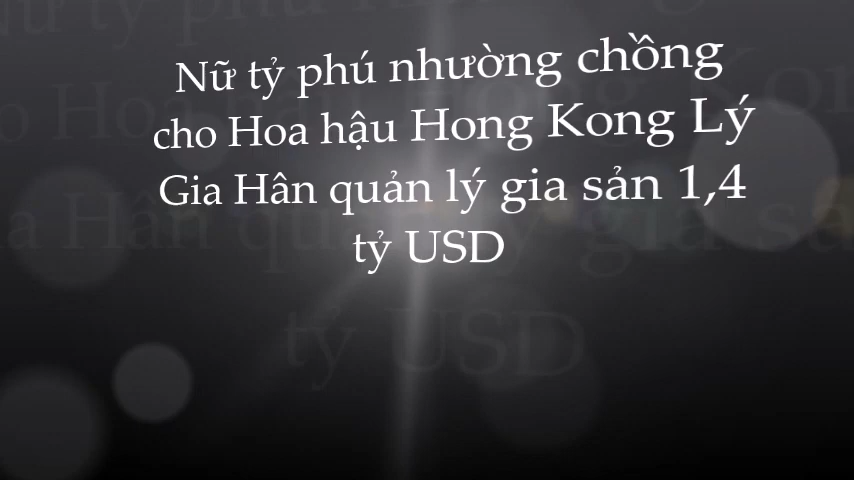 Nữ tỷ phú nhường chồng
cho Hoa hậu Hong Kong Lý
Gia Hân quản lý gia sản 1,4
tỷ USD